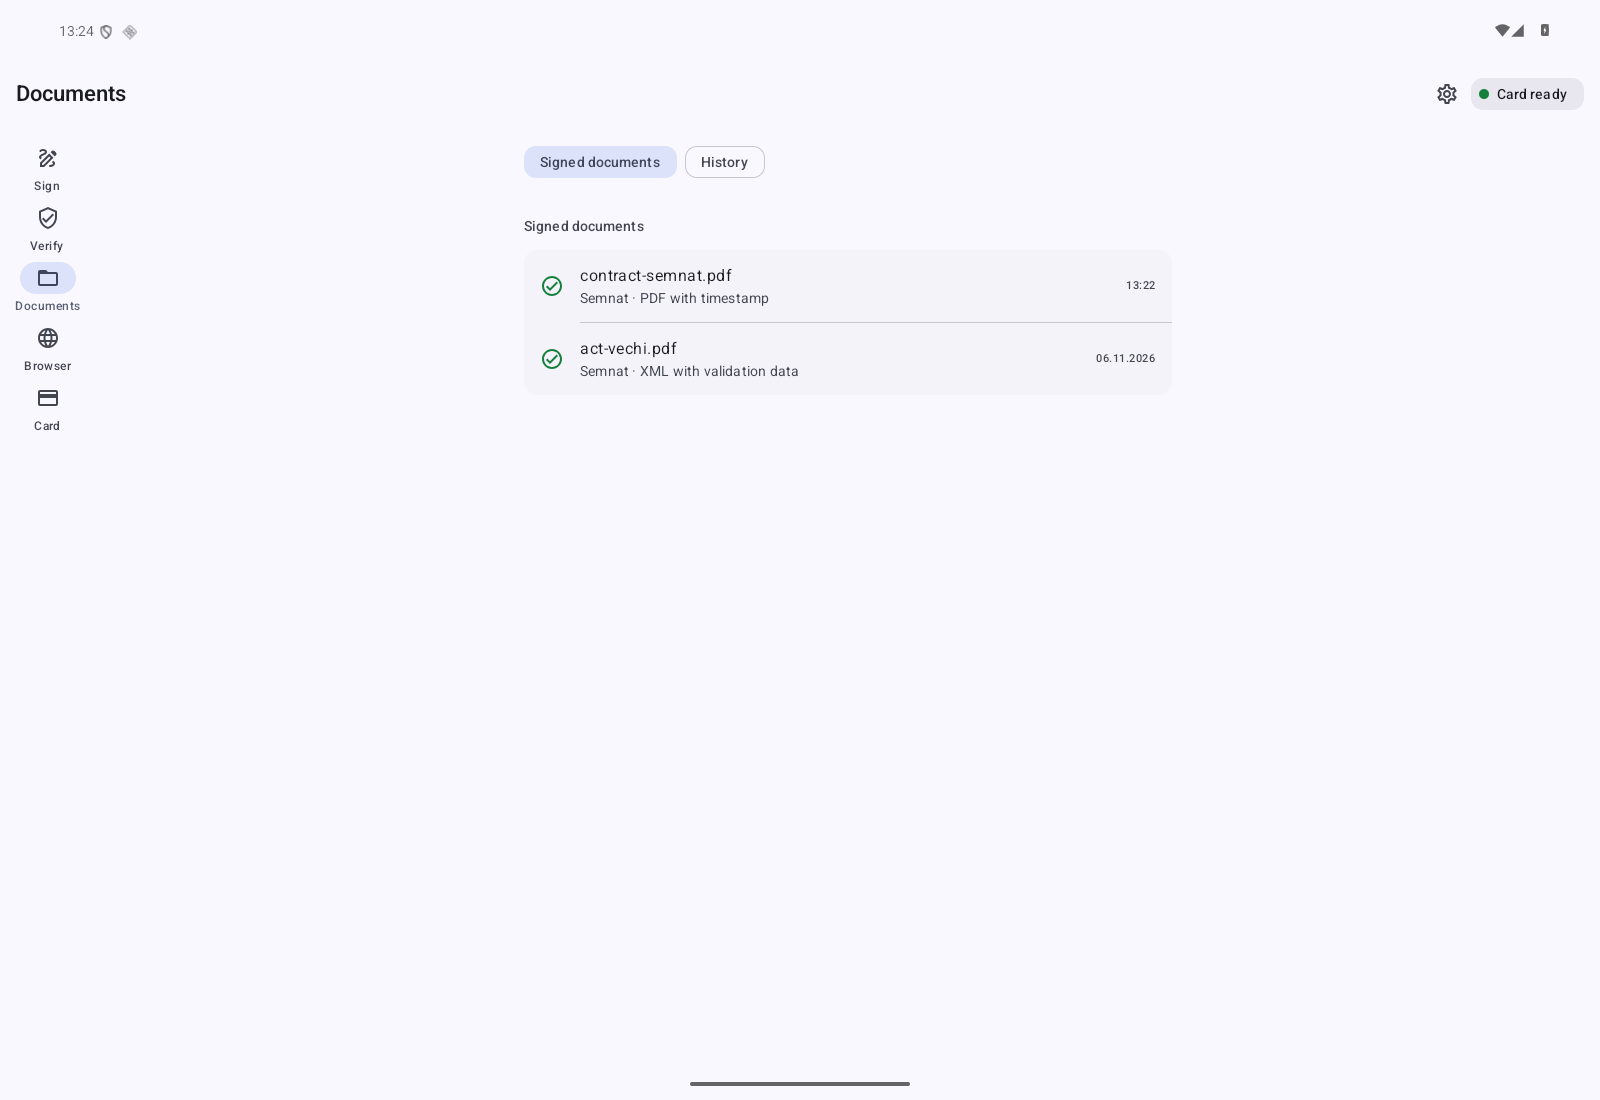 13:24
Documents
Card ready
Sign
Verify
Documents
Browser
Card
Signed documents
History
Signed documents
contract-semnat.pdf
Semnat · PDF with timestamp
13:22
act-vechi.pdf
Semnat · XML with validation data
06.11.2026